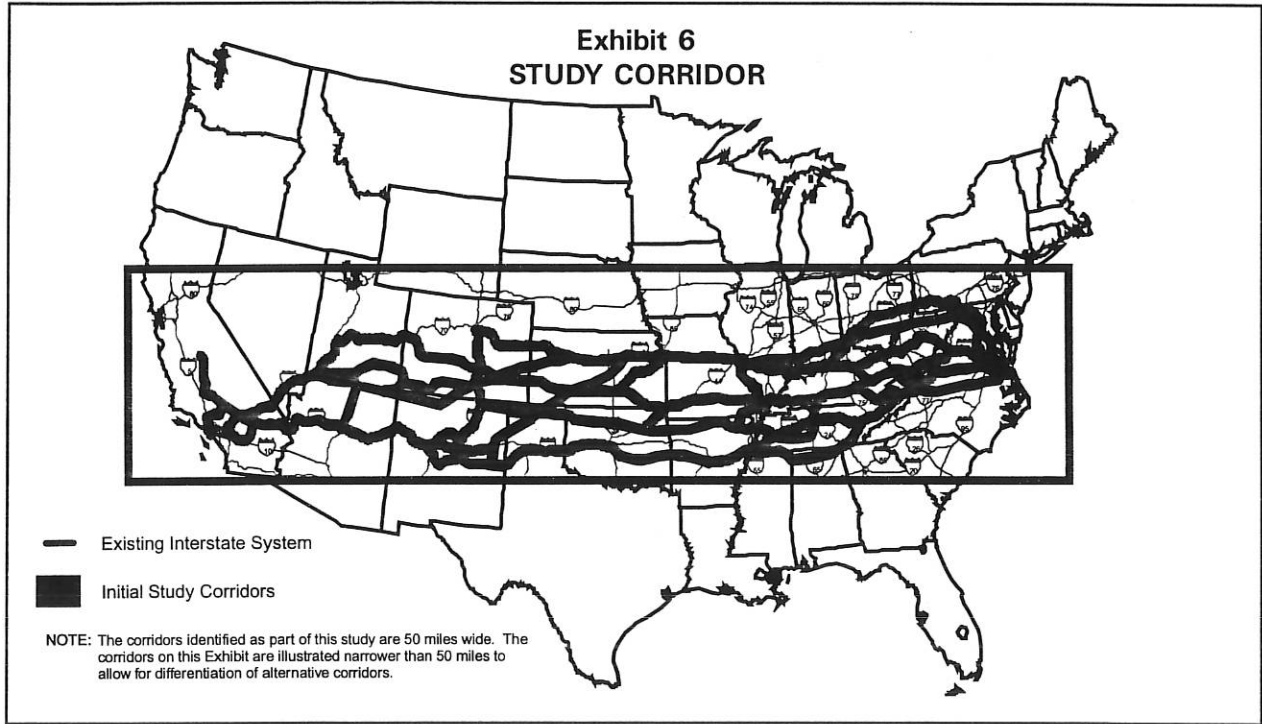 Exhibit 6
STUDY CORRIDOR
10
Existing Interstate System
Initial Study Corridors
NOTE: The corridors identified as part of this study are 50 miles wide. The
corridors on this Exhibit are illustrated narrower than 50 miles to
allow for differentiation of alternative corridors.